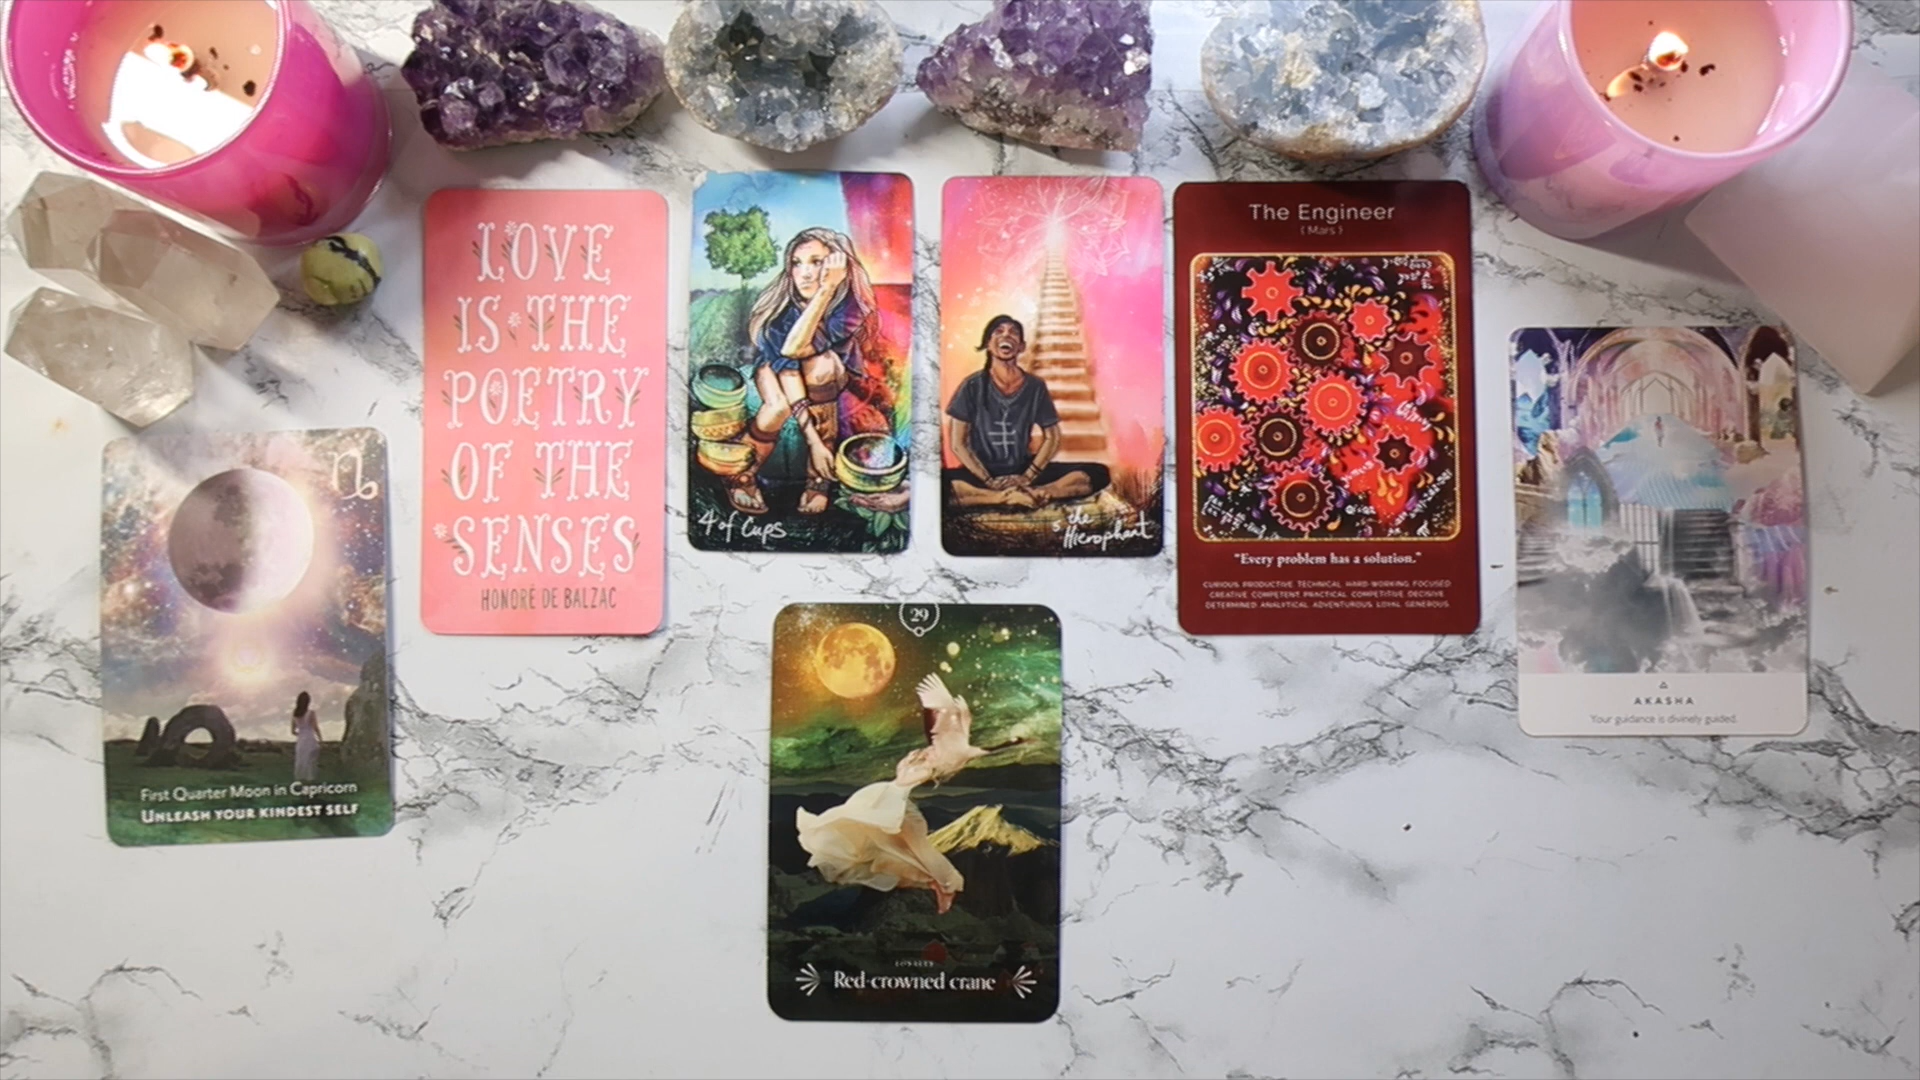 First Quarter Moon in Capricorn
UNLEASH YOUR KINDEST SELF
LOVE
IS THE
POETRY
OF THE
SENSES
HONORÉ DE BALZAC
4 of Cups
5 the
Hierophant
The Engineer
(Mars)
"Every problem has a solution."
CURIOUS PRODUCTIVE TECHNICAL HARD-WORKING FOCUSED
CREATIVE COMPETENT PRACTICAL COMPETITIVE DECISIVE
DETERMINED ANALYTICAL ADVENTUROUS LOYAL GENEROUS
AKASHA
Your guidance is divinely guided.
29
LOYALTY
Red-crowned crane